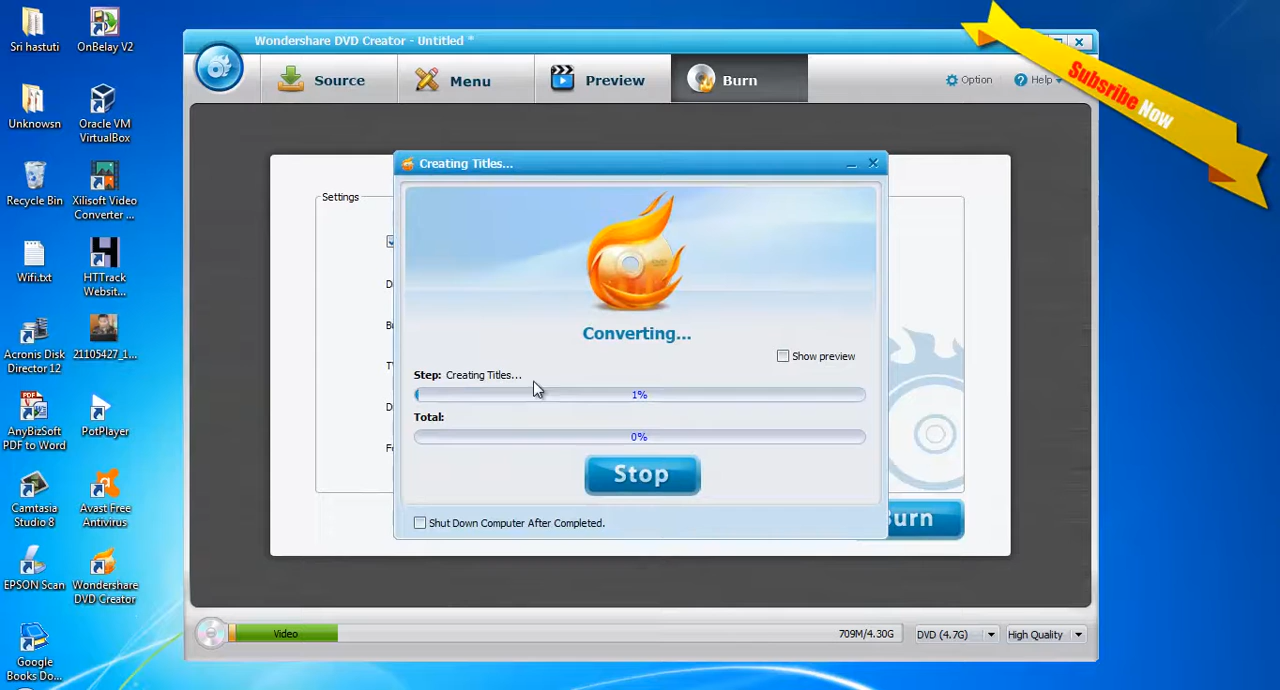 Sri hastuti
OnBelay V2
Unknowsn
Oracle VM
VirtualBox
Recycle Bin
Xilisoft Video
Converter ...
Wifi.txt
HTTrack
Websit...
Acronis Disk
Director 12
21105427_1...
AnyBizSoft
PDF to Word
PotPlayer
Camtasia
Studio 8
Avast Free
Antivirus
EPSON Scan
Wondershare
DVD Creator
Google
Books Do...
Wondershare DVD Creator - Untitled *
Source
Menu
Preview
Burn
Option
Help
Subsribe Now
Settings
Creating Titles...
Converting...
Show preview
Step: Creating Titles...
1%
Total:
0%
Stop
Shut Down Computer After Completed.
Burn
Video
709M/4.30G
DVD (4.7G)
High Quality